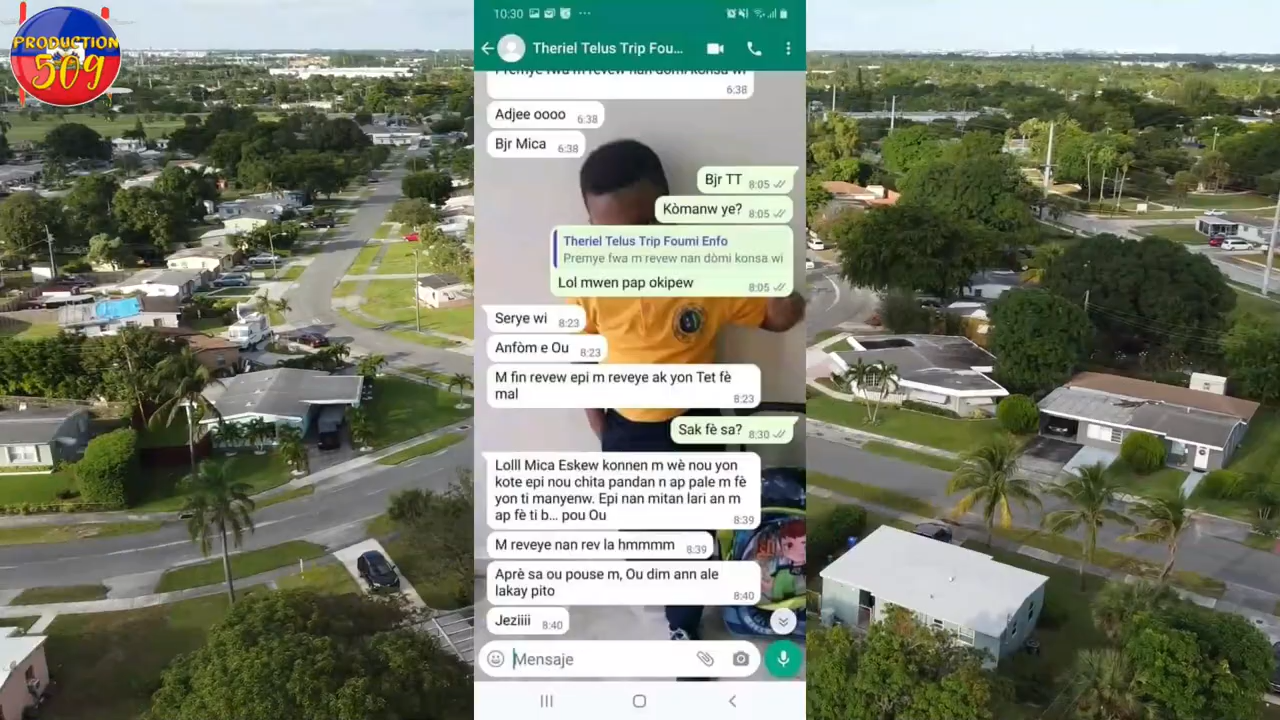 PRODUCTION
509
10:30
Theriel Telus Trip Fou...
Premye fwa m revew nan dòmi konsa wi
6:38
Adjee oooo 6:38
Bjr Mica 6:38
Bjr TT 8:05
Kòmanw ye? 8:05
Theriel Telus Trip Foumi Enfo
Premye fwa m revew nan dòmi konsa wi
Lol mwen pap okipew 8:05
Serye wi 8:23
Anfòm e Ou 8:23
M fin revew epi m reveye ak yon Tet fè
mal 8:23
Sak fè sa? 8:30
Lolll Mica Eskew konnen m wè nou yon
kote epi nou chita pandan n ap pale m fè
yon ti manyenw. Epi nan mitan lari an m
ap fè ti b... pou Ou 8:39
M reveye nan rev la hmmmm 8:39
Aprè sa ou pouse m, Ou dim ann ale
lakay pito 8:40
Jeziiii 8:40
Mensaje